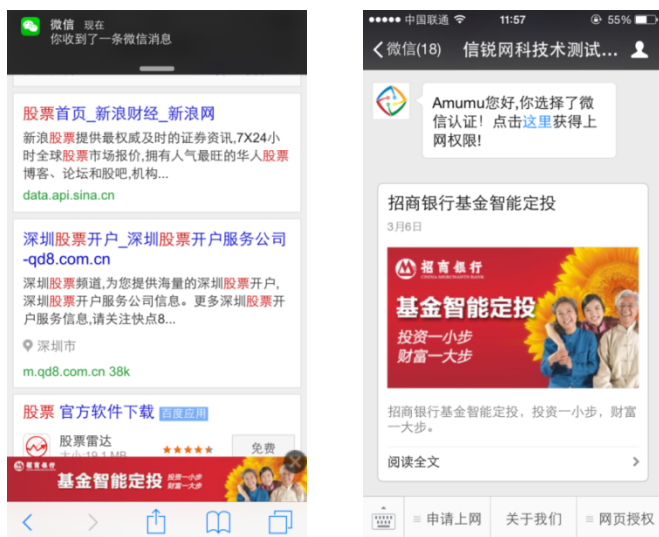 微信 现在
你收到了一条微信消息
股票首页_新浪财经_新浪网
新浪股票提供最权威及时的证券资讯,7X24小
时全球股票市场报价,拥有人气最旺的华人股票
博客、论坛和股吧,机构...
data.api.sina.cn
深圳股票开户_深圳股票开户服务公司
-qd8.com.cn
深圳股票频道,为您提供海量的深圳股票开户,
深圳股票开户服务公司信息。更多深圳股票开
户服务信息,请关注快点8...
深圳市
m.qd8.com.cn 38k
股票 官方软件下载 百度应用
股票雷达
大小:19.1 MB
免费
招商银行
基金智能定投 投资一小步
财富一大步
中国联通 11:57 55%
微信(18) 信锐网科技术测试...
Amumu您好,你选择了微
信认证！点击这里获得上
网权限!
招商银行基金智能定投
3月6日
招商银行
CHINA MERCHANTS BANK
基金智能定投
投资一小步
财富一大步
招商银行基金智能定投，投资一小步，财富
一大步。
阅读全文
申请上网 关于我们 网页授权